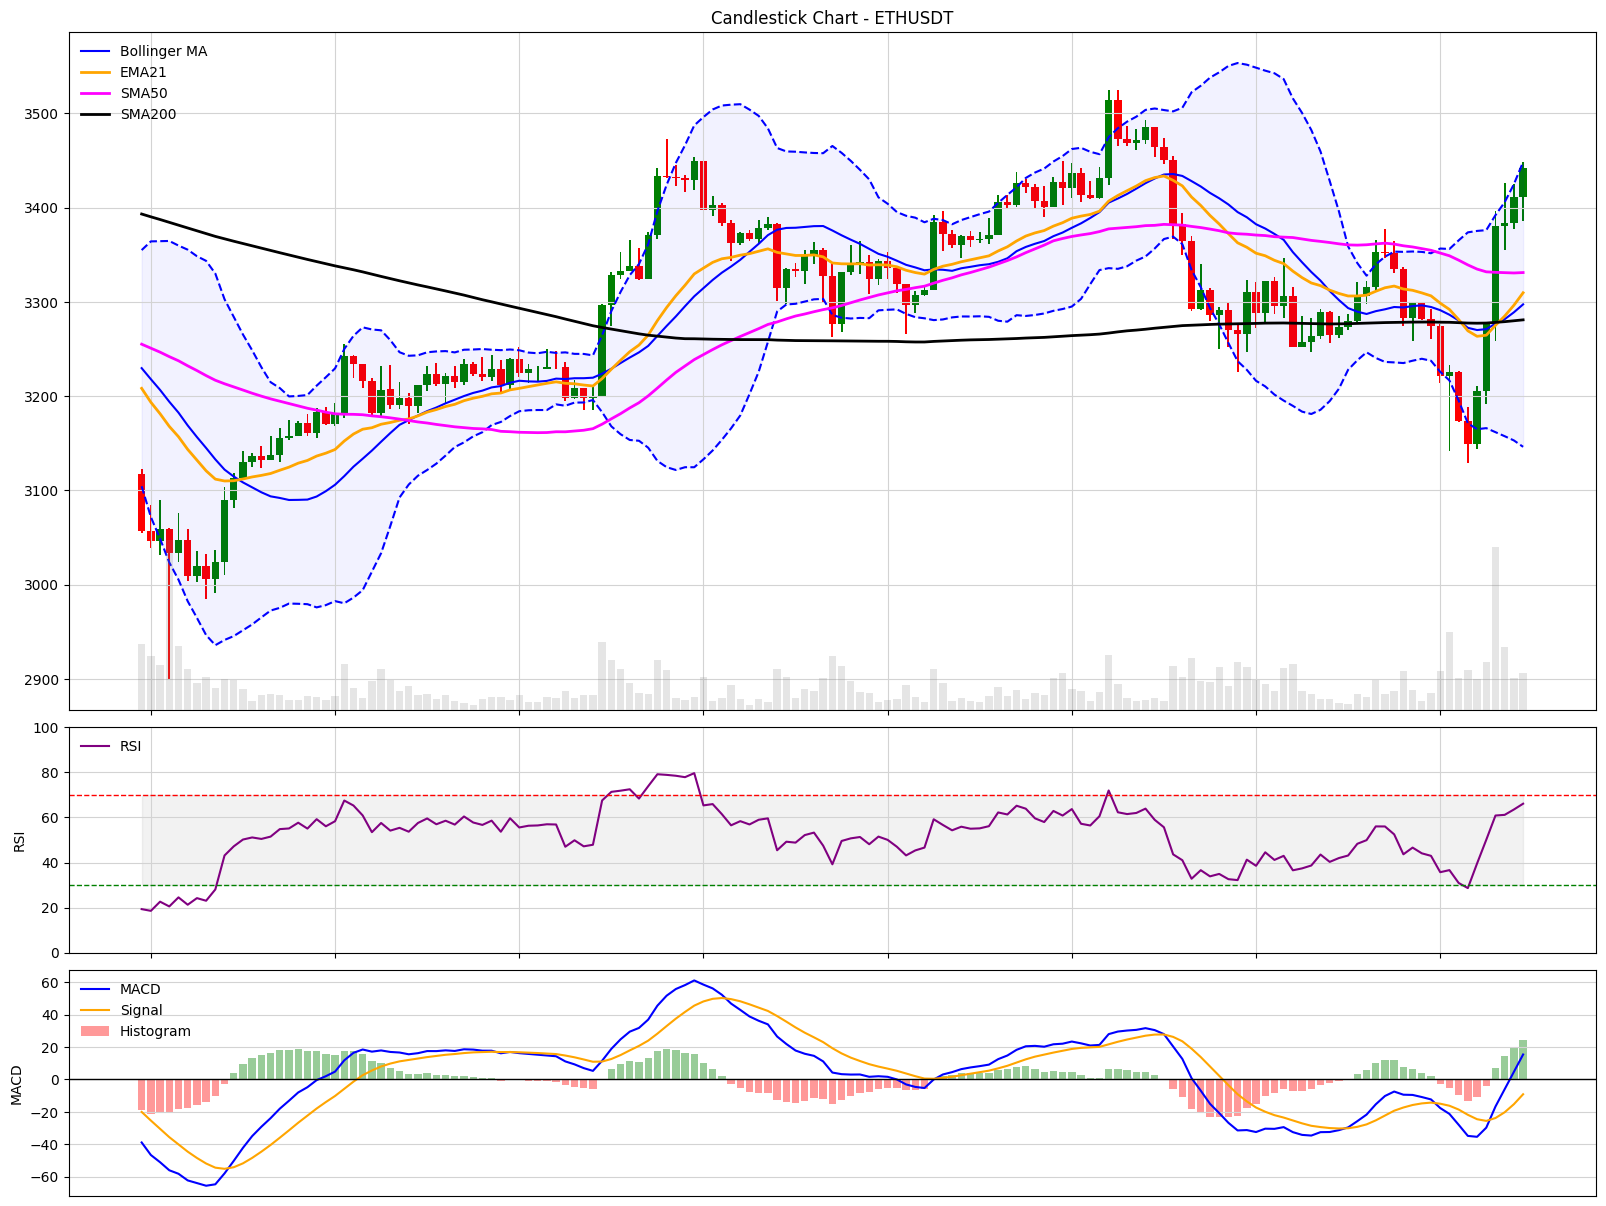 Candlestick Chart - ETHUSDT
Bollinger MA
EMA21
SMA50
SMA200
3500
3400
3300
3200
3100
3000
2900
100
RSI
80
60
RSI
40
20
0
60
MACD
40
Signal
Histogram
20
0
MACD
−20
−40
−60